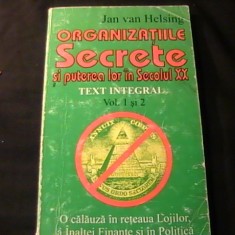 Jan van Helsing
ORGANIZATIILE
Secrete
și puterea lor în Secolul XX
TEXT INTEGRAL
Vol. 1 și 2
O călăuză în rețeaua Lojilor,
a Înaltei Finanțe și în Politică